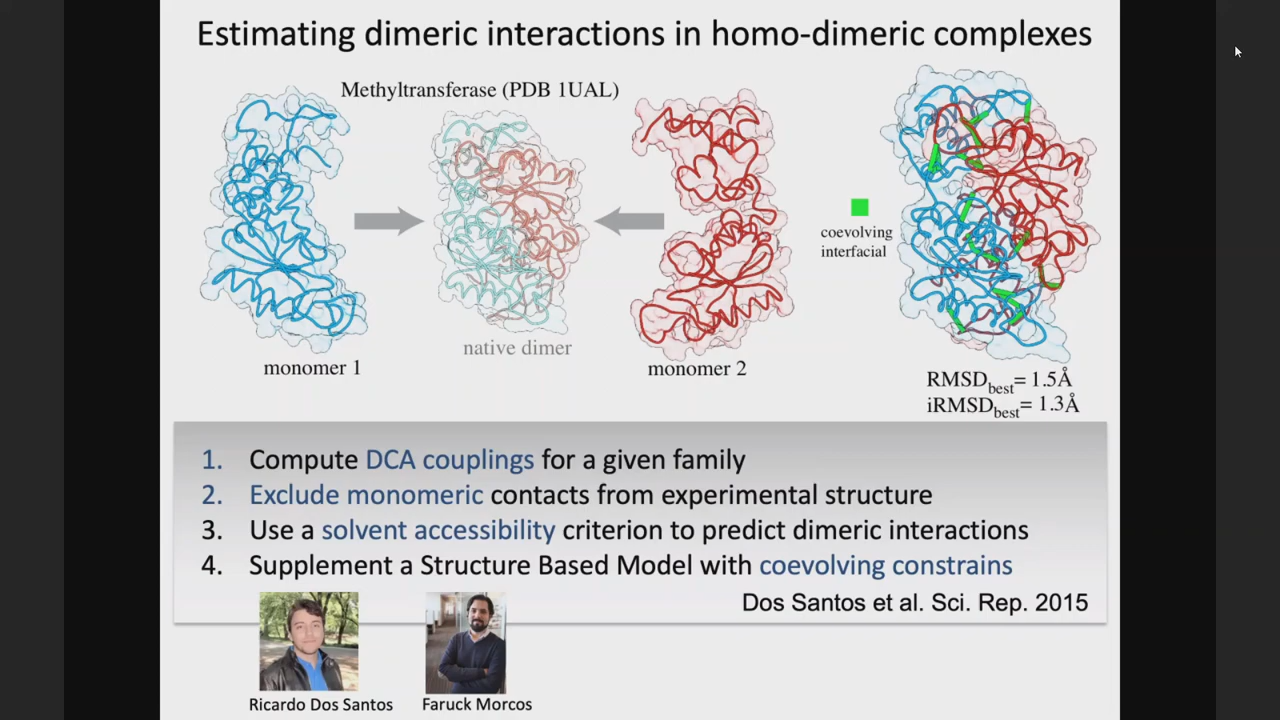 Estimating dimeric interactions in homo-dimeric complexes
Methyltransferase (PDB 1UAL)
coevolving
interfacial
native dimer
monomer 1
monomer 2
RMSDbest= 1.5Å
iRMSDbest= 1.3Å
1. Compute DCA couplings for a given family
2. Exclude monomeric contacts from experimental structure
3. Use a solvent accessibility criterion to predict dimeric interactions
4. Supplement a Structure Based Model with coevolving constrains
Dos Santos et al. Sci. Rep. 2015
Ricardo Dos Santos
Faruck Morcos